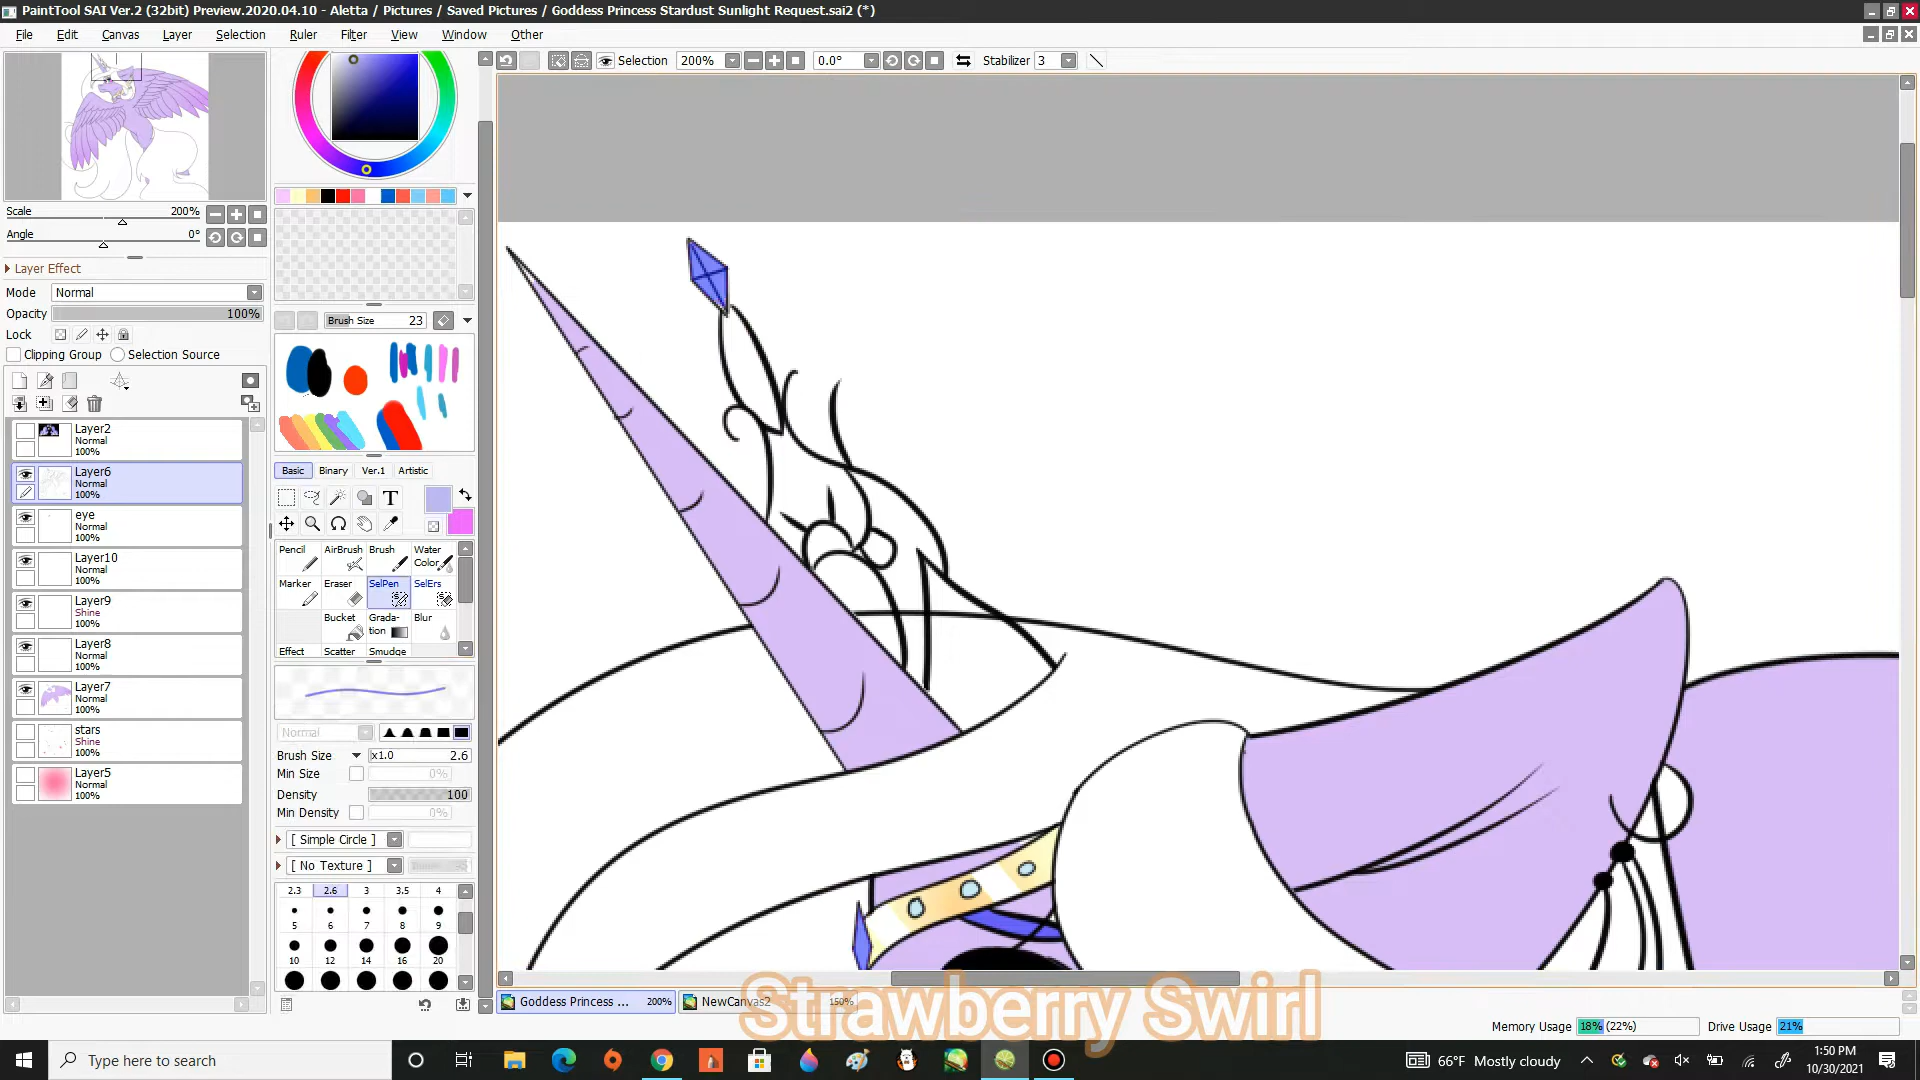 PaintTool SAI Ver.2 (32bit) Preview.2020.04.10 - Aletta / Pictures / Saved Pictures / Goddess Princess Stardust Sunlight Request.sai2 (*)
File Edit Canvas Layer Selection Ruler Filter View Window Other
Selection 200% 0.0° Stabilizer 3
Scale 200%
Angle 0°
Layer Effect
Mode Normal
Opacity 100%
Lock
Clipping Group Selection Source
Layer2
Normal
100%
Layer6
Normal
100%
eye
Normal
100%
Layer10
Normal
100%
Layer9
Shine
100%
Layer8
Normal
100%
Layer7
Normal
100%
stars
Shine
100%
Layer5
Normal
100%
Brush Size 23
Basic Binary Ver.1 Artistic
T
Pencil AirBrush Brush Water Color
Marker Eraser SelPen SelErs
Bucket Grada-tion Blur
Effect Scatter Smudge
Normal
Brush Size x1.0 2.6
Min Size 0%
Density 100
Min Density 0%
[ Simple Circle ]
[ No Texture ]
2.3 2.6 3 3.5 4
5 6 7 8 9
10 12 14 16 20
Goddess Princess ... 200% NewCanvas2 150%
Strawberry Swirl
Memory Usage 18% (22%) Drive Usage 21%
Type here to search
66°F Mostly cloudy
1:50 PM
10/30/2021